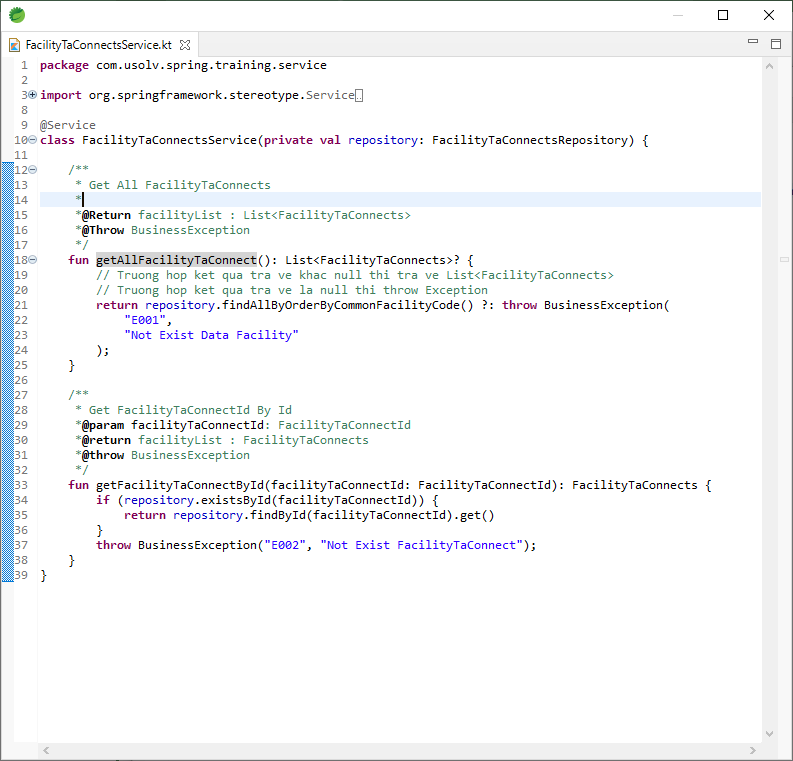 FacilityTaConnectsService.kt
1 package com.usolv.spring.training.service
2
3 import org.springframework.stereotype.Service
8
9 @Service
10 class FacilityTaConnectsService(private val repository: FacilityTaConnectsRepository) {
11
12     /**
13      * Get All FacilityTaConnects
14      *
15      *@Return facilityList : List<FacilityTaConnects>
16      *@Throw BusinessException
17      */
18     fun getAllFacilityTaConnect(): List<FacilityTaConnects>? {
19         // Truong hop ket qua tra ve khac null thi tra ve List<FacilityTaConnects>
20         // Truong hop ket qua tra ve la null thi throw Exception
21         return repository.findAllByOrderByCommonFacilityCode() ?: throw BusinessException(
22             "E001",
23             "Not Exist Data Facility"
24         );
25     }
26
27     /**
28      * Get FacilityTaConnectId By Id
29      *@param facilityTaConnectId: FacilityTaConnectId
30      *@return facilityList : FacilityTaConnects
31      *@throw BusinessException
32      */
33     fun getFacilityTaConnectById(facilityTaConnectId: FacilityTaConnectId): FacilityTaConnects {
34         if (repository.existsById(facilityTaConnectId)) {
35             return repository.findById(facilityTaConnectId).get()
36         }
37         throw BusinessException("E002", "Not Exist FacilityTaConnect");
38     }
39 }